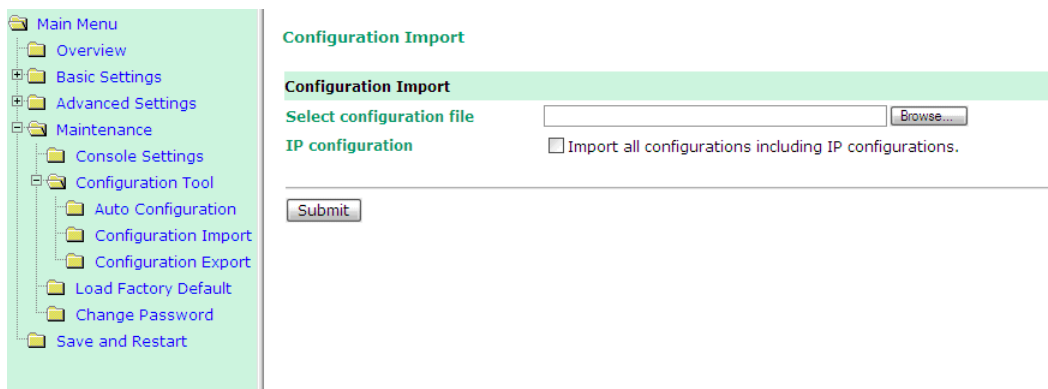 Main Menu
Overview
Basic Settings
Advanced Settings
Maintenance
Console Settings
Configuration Tool
Auto Configuration
Configuration Import
Configuration Export
Load Factory Default
Change Password
Save and Restart
Configuration Import
Configuration Import
Select configuration file Browse...
IP configuration Import all configurations including IP configurations.
Submit